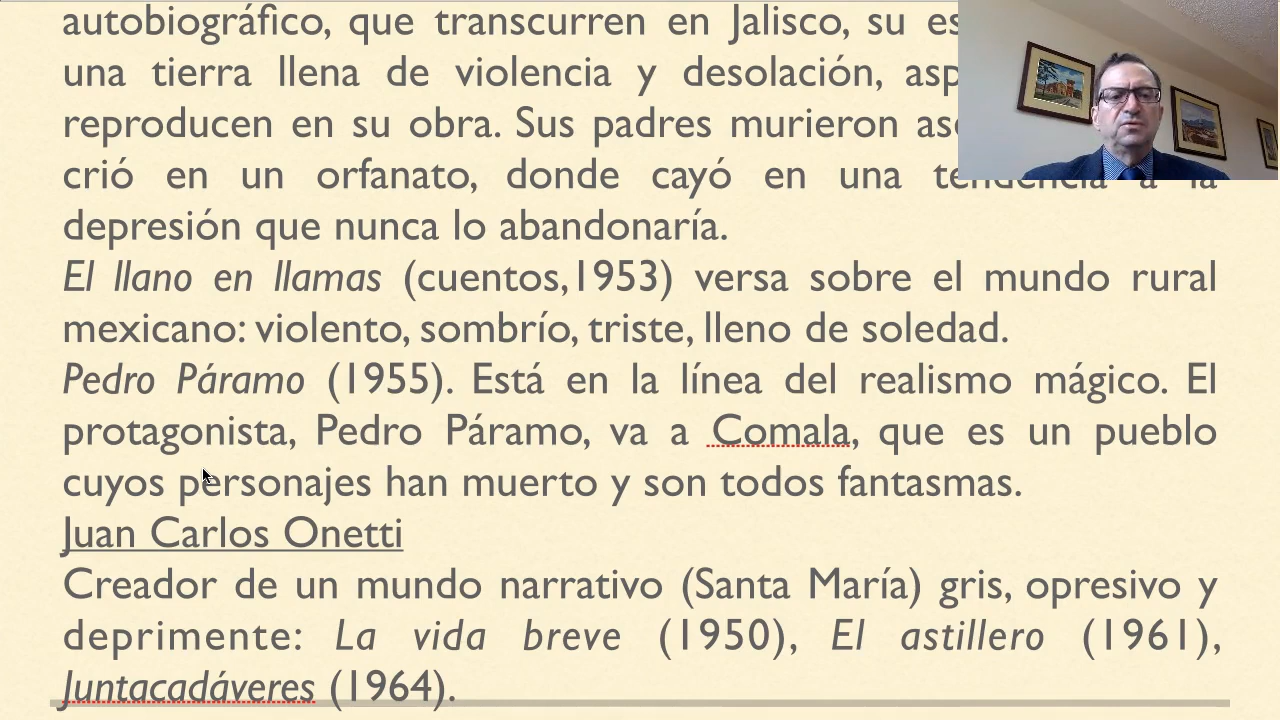 autobiográfico, que transcurren en Jalisco, su
una tierra llena de violencia y desolación,
reproducen en su obra. Sus padres murieron
crió en un orfanato, donde cayó en una tendencia a la
depresión que nunca lo abandonaría.
El llano en llamas (cuentos,1953) versa sobre el mundo rural
mexicano: violento, sombrío, triste, lleno de soledad.
Pedro Páramo (1955). Está en la línea del realismo mágico. El
protagonista, Pedro Páramo, va a Comala, que es un pueblo
cuyos personajes han muerto y son todos fantasmas.
Juan Carlos Onetti
Creador de un mundo narrativo (Santa María) gris, opresivo y
deprimente: La vida breve (1950), El astillero (1961),
Juntacadáveres (1964).